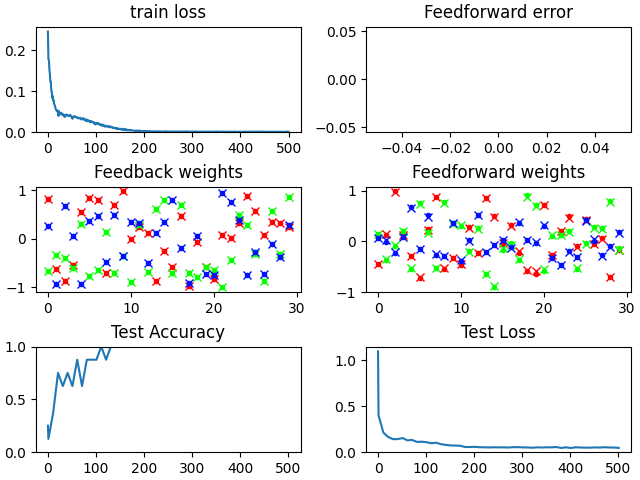 train loss
Feedforward error
0.2
0.1
0.0
0 100 200 300 400 500
0.05
0.00
−0.05
−0.04 −0.02 0.00 0.02 0.04
Feedback weights
Feedforward weights
1
0
−1
0 10 20 30
1
0
−1
0 10 20 30
Test Accuracy
Test Loss
1.0
0.5
0.0
0 100 200 300 400 500
1.0
0.5
0.0
0 100 200 300 400 500